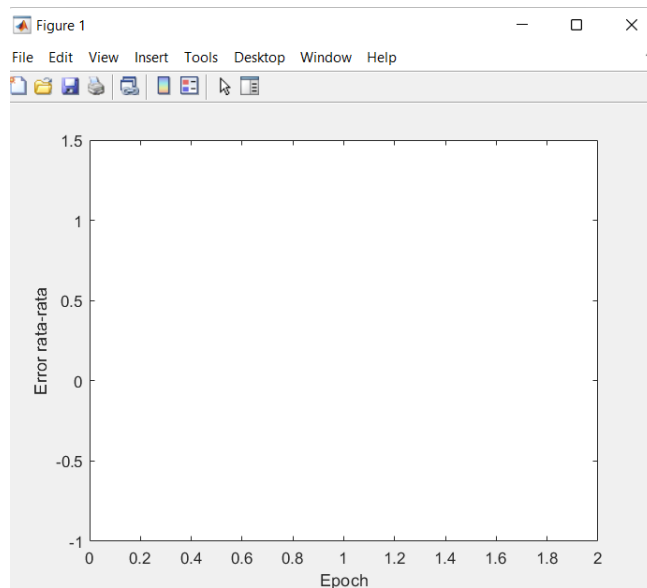 Figure 1
File Edit View Insert Tools Desktop Window Help
1.5
1
0.5
0
-0.5
-1
Error rata-rata
0 0.2 0.4 0.6 0.8 1 1.2 1.4 1.6 1.8 2
Epoch